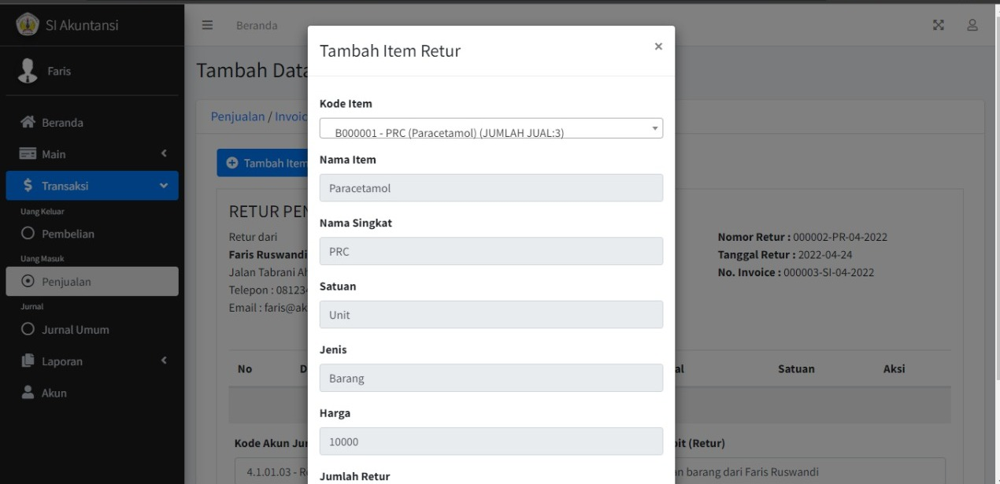 SI Akuntansi
Beranda
Faris
Beranda
Main
Transaksi
Uang Keluar
Pembelian
Uang Masuk
Penjualan
Jurnal
Jurnal Umum
Laporan
Akun
Tambah Data
Penjualan / Invoic
Tambah Item
RETUR PEN
Retur dari
Faris Ruswandi
Jalan Tabrani Ah
Telepon : 08123
Email : faris@ak
Nomor Retur : 000002-PR-04-2022
Tanggal Retur : 2022-04-24
No. Invoice : 000003-SI-04-2022
No
D
al
Satuan
Aksi
Kode Akun Jur
bit (Retur)
4.1.01.03 - Re
n barang dari Faris Ruswandi
Tambah Item Retur
×
Kode Item
B000001 - PRC (Paracetamol) (JUMLAH JUAL:3)
Nama Item
Paracetamol
Nama Singkat
PRC
Satuan
Unit
Jenis
Barang
Harga
10000
Jumlah Retur